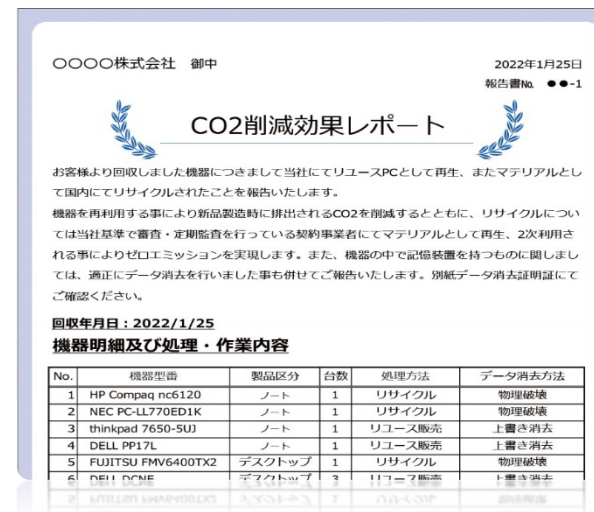 〇〇〇〇株式会社 御中
2022年1月25日
報告書No. ●●-1
CO2削減効果レポート
お客様より回収しました機器につきまして当社にてリユースPCとして再生、またマテリアルとし
て国内にてリサイクルされたことを報告いたします。
機器を再利用する事により新品製造時に排出されるCO2を削減するとともに、リサイクルについ
ては当社基準で審査・定期監査を行っている契約事業者にてマテリアルとして再生、2次利用さ
れる事によりゼロエミッションを実現します。また、機器の中で記憶装置を持つものに関しまし
ては、適正にデータ消去を行いました事も併せてご報告いたします。別紙データ消去証明証にて
ご確認ください。
回収年月日：2022/1/25
機器明細及び処理・作業内容
No. 機器型番 製品区分 台数 処理方法 データ消去方法
1 HP Compaq nc6120 ノート 1 リサイクル 物理破壊
2 NEC PC-LL770ED1K ノート 1 リサイクル 物理破壊
3 thinkpad 7650-5UJ ノート 1 リユース販売 上書き消去
4 DELL PP17L ノート 1 リユース販売 上書き消去
5 FUJITSU FMV6400TX2 デスクトップ 1 リサイクル 物理破壊
6 DELL DCNE デスクトップ 3 リユース販売 上書き消去